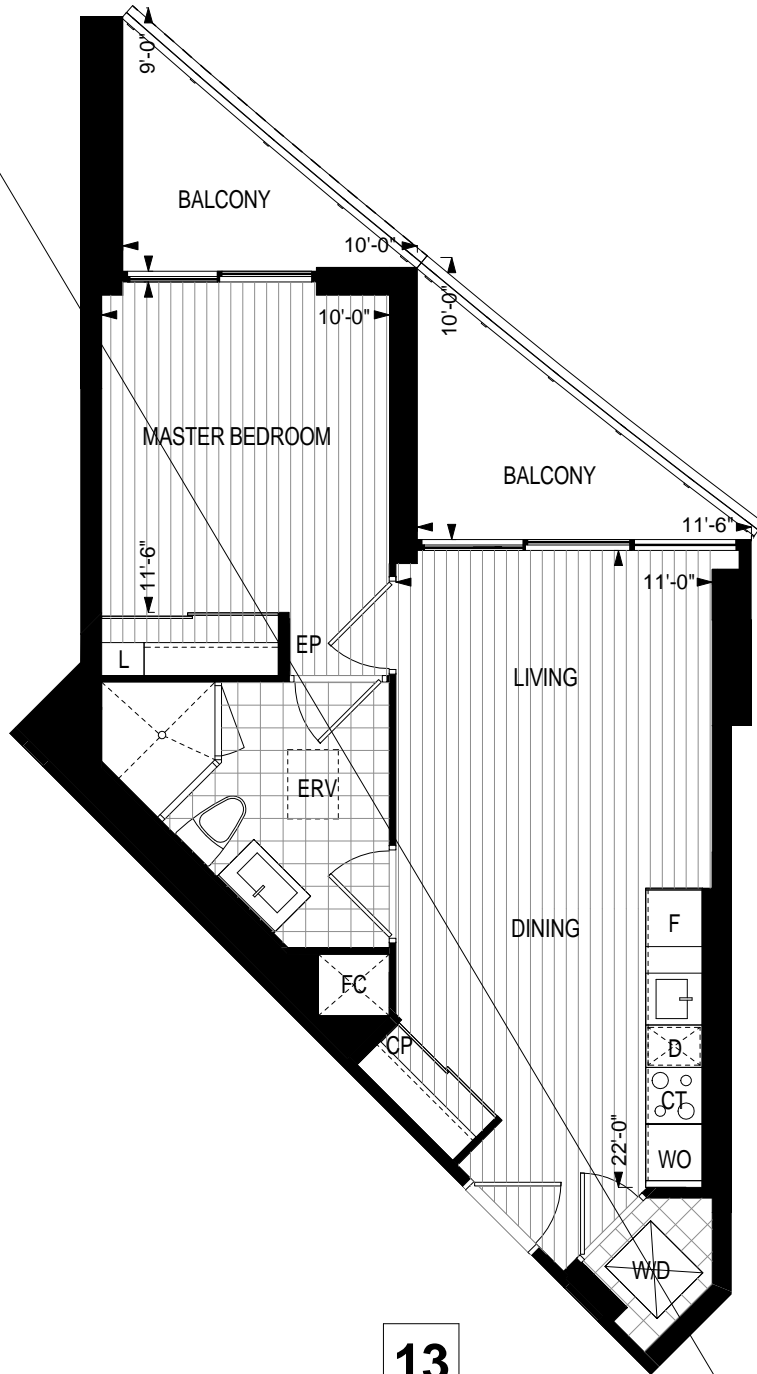 9'-0"
BALCONY
10'-0"
10'-0"
10'-0"
MASTER BEDROOM
BALCONY
11'-6"
11'-6"
11'-0"
L
EP
LIVING
ERV
DINING
F
FC
CP
D
CT
22'-0"
WO
W/D
13